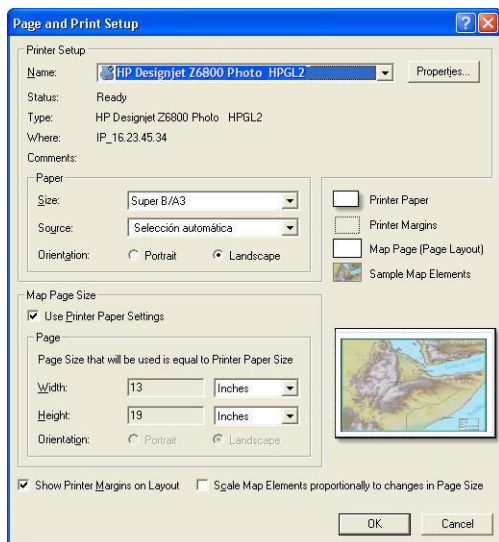 Page and Print Setup
Printer Setup
Name: HP Designjet Z6800 Photo HPGL2 Properties...
Status: Ready
Type: HP Designjet Z6800 Photo HPGL2
Where: IP_16.23.45.34
Comments:
Paper
Size: Super B/A3
Source: Selección automática
Orientation: Portrait Landscape
Printer Paper
Printer Margins
Map Page (Page Layout)
Sample Map Elements
Map Page Size
Use Printer Paper Settings
Page
Page Size that will be used is equal to Printer Paper Size
Width: 13 Inches
Height: 19 Inches
Orientation: Portrait Landscape
Show Printer Margins on Layout Scale Map Elements proportionally to changes in Page Size
OK Cancel